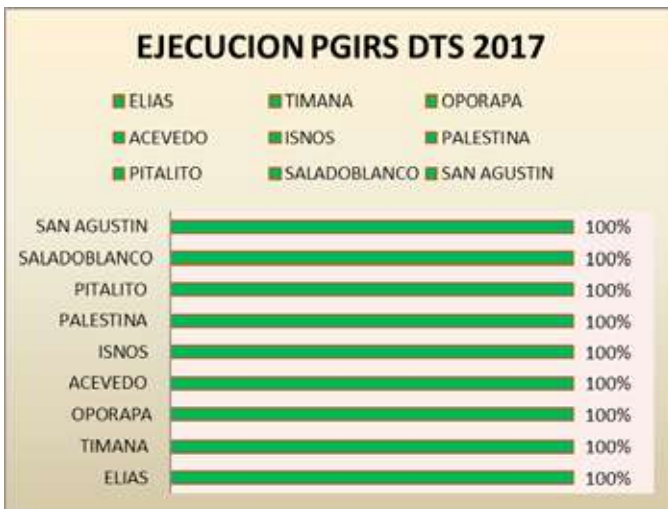 EJECUCION PGIRS DTS 2017
ELIAS TIMANA OPORAPA
ACEVEDO ISNOS PALESTINA
PITALITO SALADOBLANCO SAN AGUSTIN
SAN AGUSTIN 100%
SALADOBLANCO 100%
PITALITO 100%
PALESTINA 100%
ISNOS 100%
ACEVEDO 100%
OPORAPA 100%
TIMANA 100%
ELIAS 100%